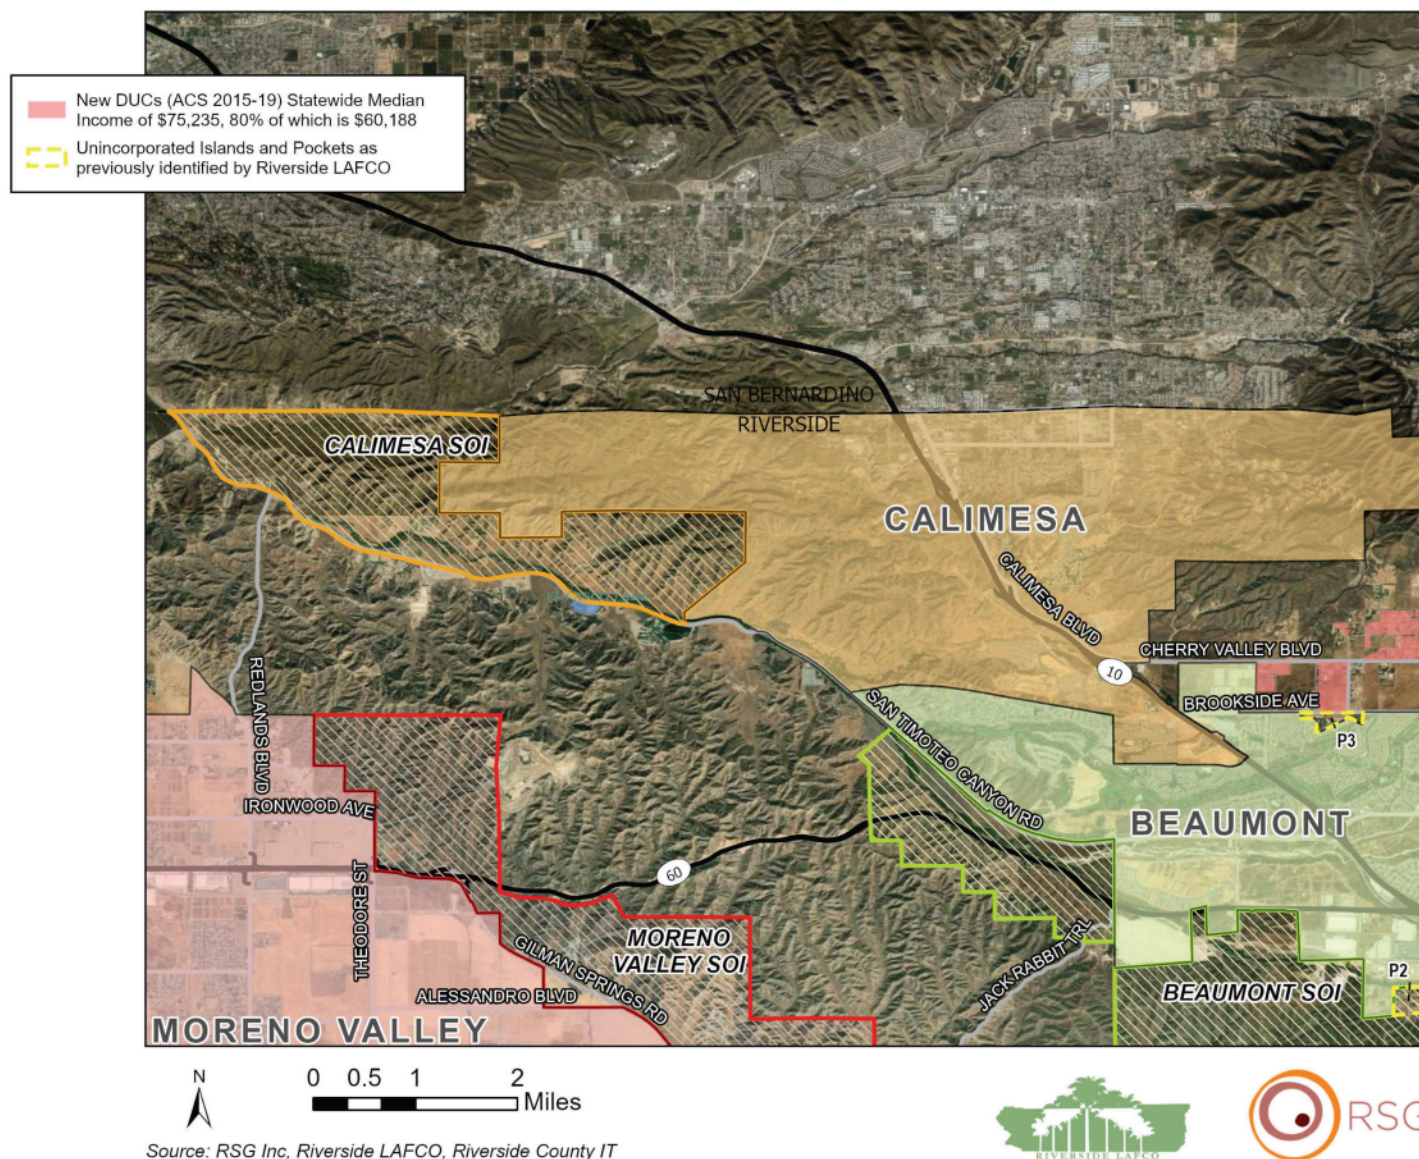 New DUCs (ACS 2015-19) Statewide Median
Income of $75,235, 80% of which is $60,188
Unincorporated Islands and Pockets as
previously identified by Riverside LAFCO
SAN BERNARDINO
RIVERSIDE
CALIMESA SOI
CALIMESA
CALIMESA BLVD
CHERRY VALLEY BLVD
10
BROOKSIDE AVE
P3
REDLANDS BLVD
SAN TIMOTEO CANYON RD
IRONWOOD AVE
BEAUMONT
60
THEODORE ST
MORENO
VALLEY SOI
GILMAN SPRINGS RD
JACK RABBIT TRL
P2
BEAUMONT SOI
ALESSANDRO BLVD
MORENO VALLEY
N
0 0.5 1 2
Miles
RSG
RIVERSIDE LAFCO
Source: RSG Inc, Riverside LAFCO, Riverside County IT